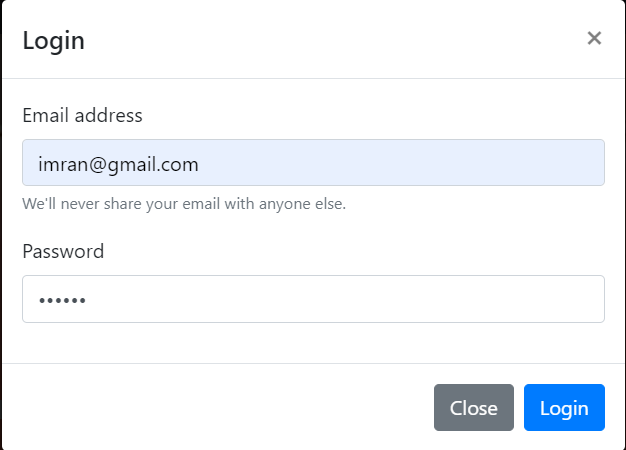 Login ×
Email address
imran@gmail.com
We'll never share your email with anyone else.
Password
••••••
Close Login